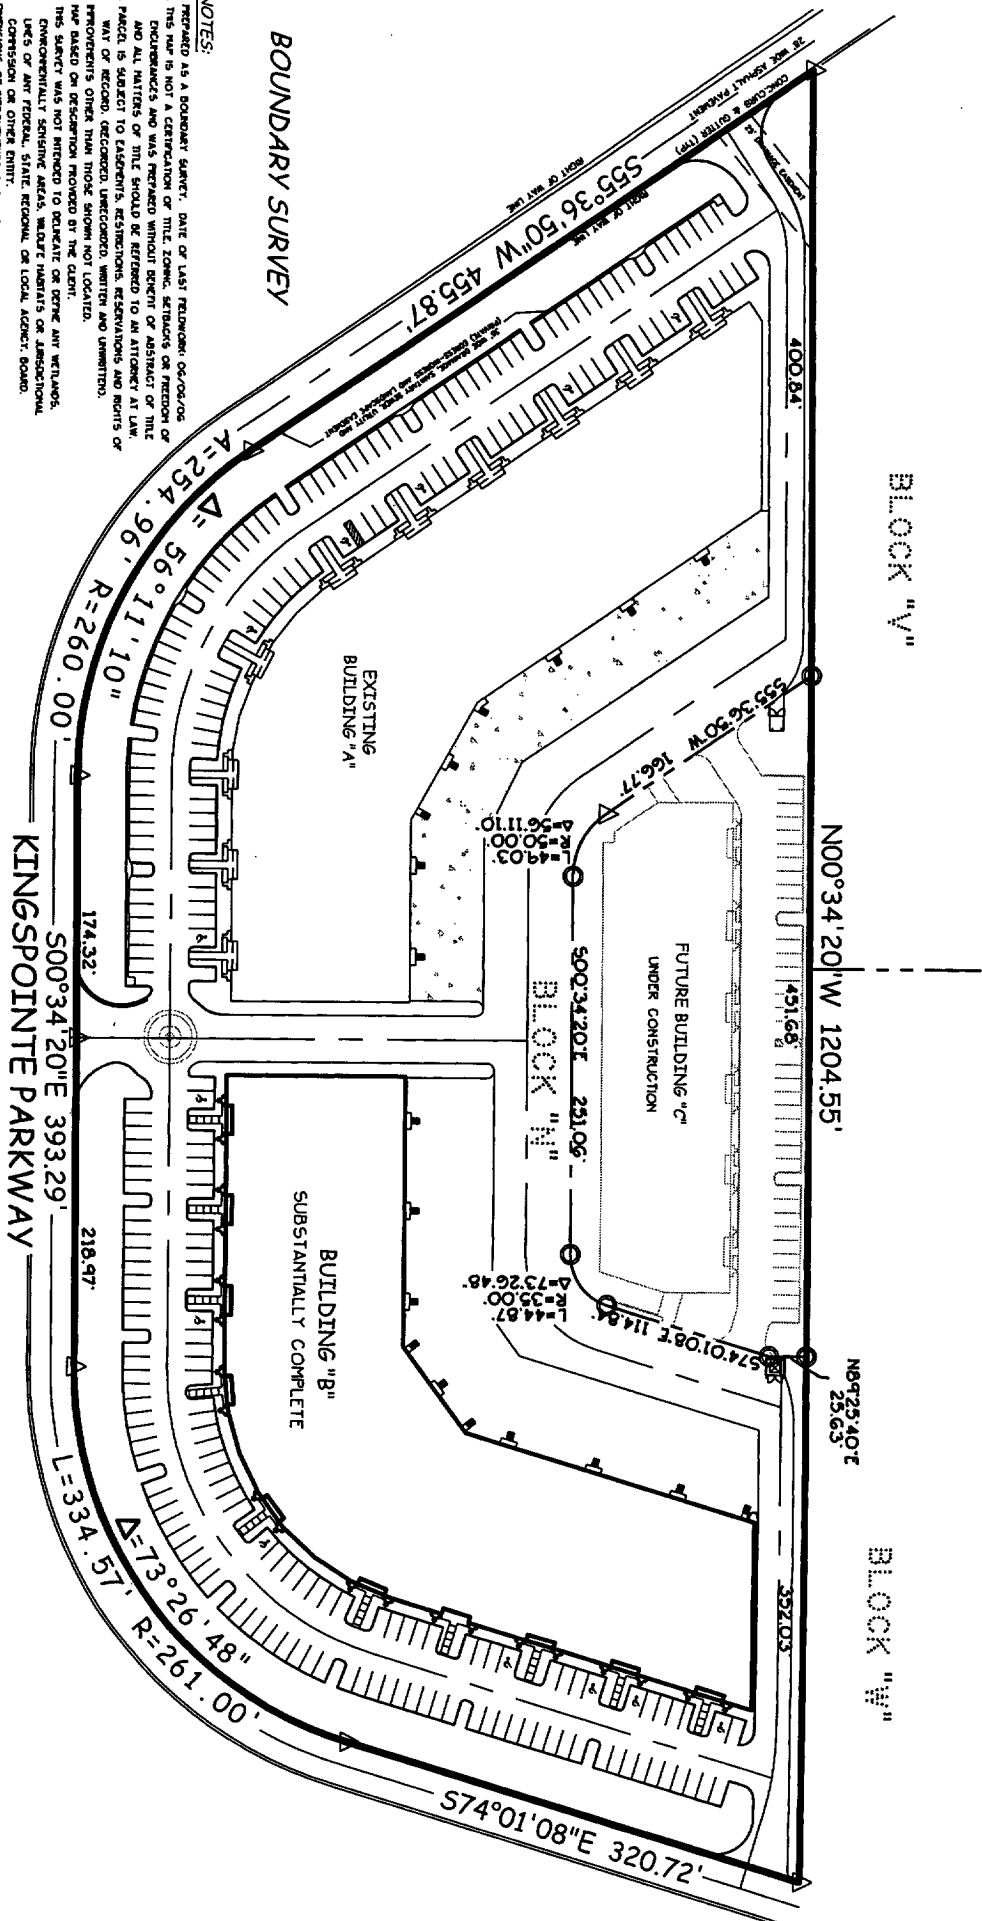 BOUNDARY SURVEY
NOTES:
PREPARED AS A BOUNDARY SURVEY. DATE OF LAST FIELDWORK: 06/05/06
THIS MAP IS NOT A CERTIFICATION OF TITLE, ZONING, SETBACKS OR FREEDOM OF
ENCUMBRANCES AND WAS PREPARED WITHOUT BENEFIT OF ABSTRACT OF TITLE
AND ALL MATTERS OF TITLE SHOULD BE REFERRED TO AN ATTORNEY AT LAW.
PARCEL IS SUBJECT TO EASEMENTS, RESTRICTIONS, RESERVATIONS AND RIGHTS OF
WAY OF RECORD. (RECORDED, UNRECORDED, WRITTEN AND UNWRITTEN).
IMPROVEMENTS OTHER THAN THOSE SHOWN NOT LOCATED.
MAP BASED ON DESCRIPTION PROVIDED BY THE CLIENT.
THIS SURVEY WAS NOT INTENDED TO DELINEATE OR DEFINE ANY WETLANDS,
ENVIRONMENTALLY SENSITIVE AREAS, WILDLIFE HABITATS OR JURISDICTIONAL
LINES OF ANY FEDERAL, STATE, REGIONAL OR LOCAL AGENCY, BOARD,
COMMISSION OR OTHER ENTITY.
28' WIDE ASPHALT PAVEMENT
CONC. CURB & GUTTER (TYP)
RIGHT OF WAY LINE
S55°36'50"W 455.87'
RIGHT OF WAY LINE
400.84'
BLOCK "V"
N00°34'20"W 1204.55'
451.68'
S55°36'50"W 166.77'
L=49.03'
R=50.00'
Δ=56°11'10"
S00°34'20"E 251.06'
BLOCK "N"
FUTURE BUILDING "C"
UNDER CONSTRUCTION
L=44.87'
R=35.00'
Δ=73°26'48"
S74°01'08"E 114.84'
N89°25'40"E
25.63'
BLOCK "W"
352.03'
EXISTING
BUILDING "A"
BUILDING "B"
SUBSTANTIALLY COMPLETE
Δ= 56°11'10"
=254.96' R=260.00'
174.32'
S00°34'20"E 393.29'
218.97'
KINGSPOINTE PARKWAY
Δ=73°26'48"
L=334.57' R=261.00'
S74°01'08"E 320.72'